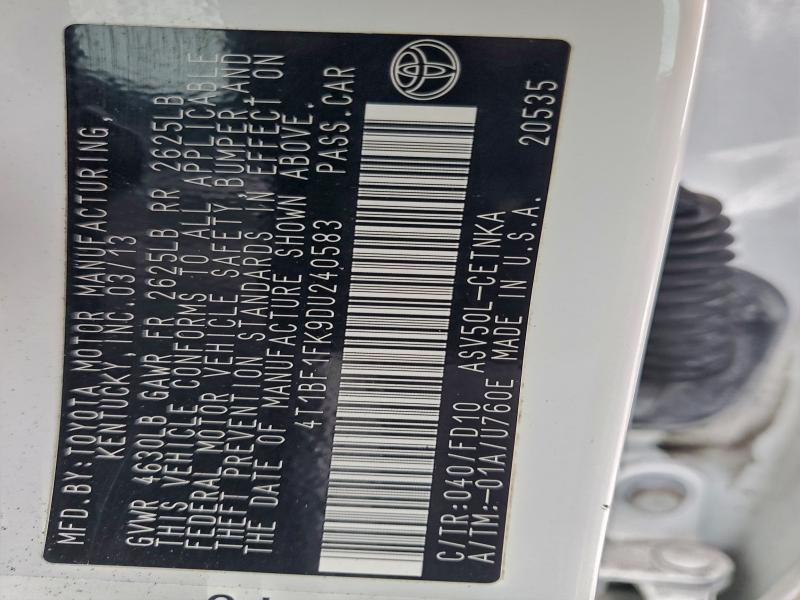 MFD.BY:TOYOTA MOTOR MANUFACTURING,
KENTUCKY,INC.03/13
GVWR 4630LB GAWR FR 2625LB RR 2625LB
THIS VEHICLE CONFORMS TO ALL APPLICABLE
FEDERAL MOTOR VEHICLE SAFETY BUMPER,AND
THEFT PREVENTION STANDARDS IN EFFECT ON
THE DATE OF MANUFACTURE SHOWN ABOVE.
4T1BF1FK9DU240583 PASS.CAR
C/TR:040/FD10 ASV50L-CETNKA
A/TM:-01A/U760E MADE IN U.S.A.
20535